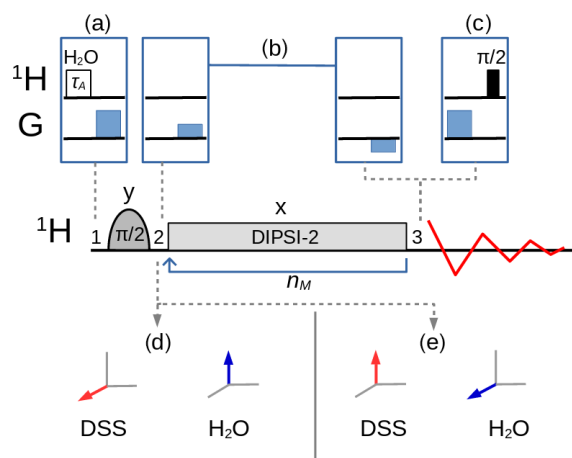 (a) (b) (c)
H₂O π/2
¹H τA
G
y x
¹H 1 π/2 2 DIPSI-2 3
nM
(d) (e)
DSS H₂O DSS H₂O